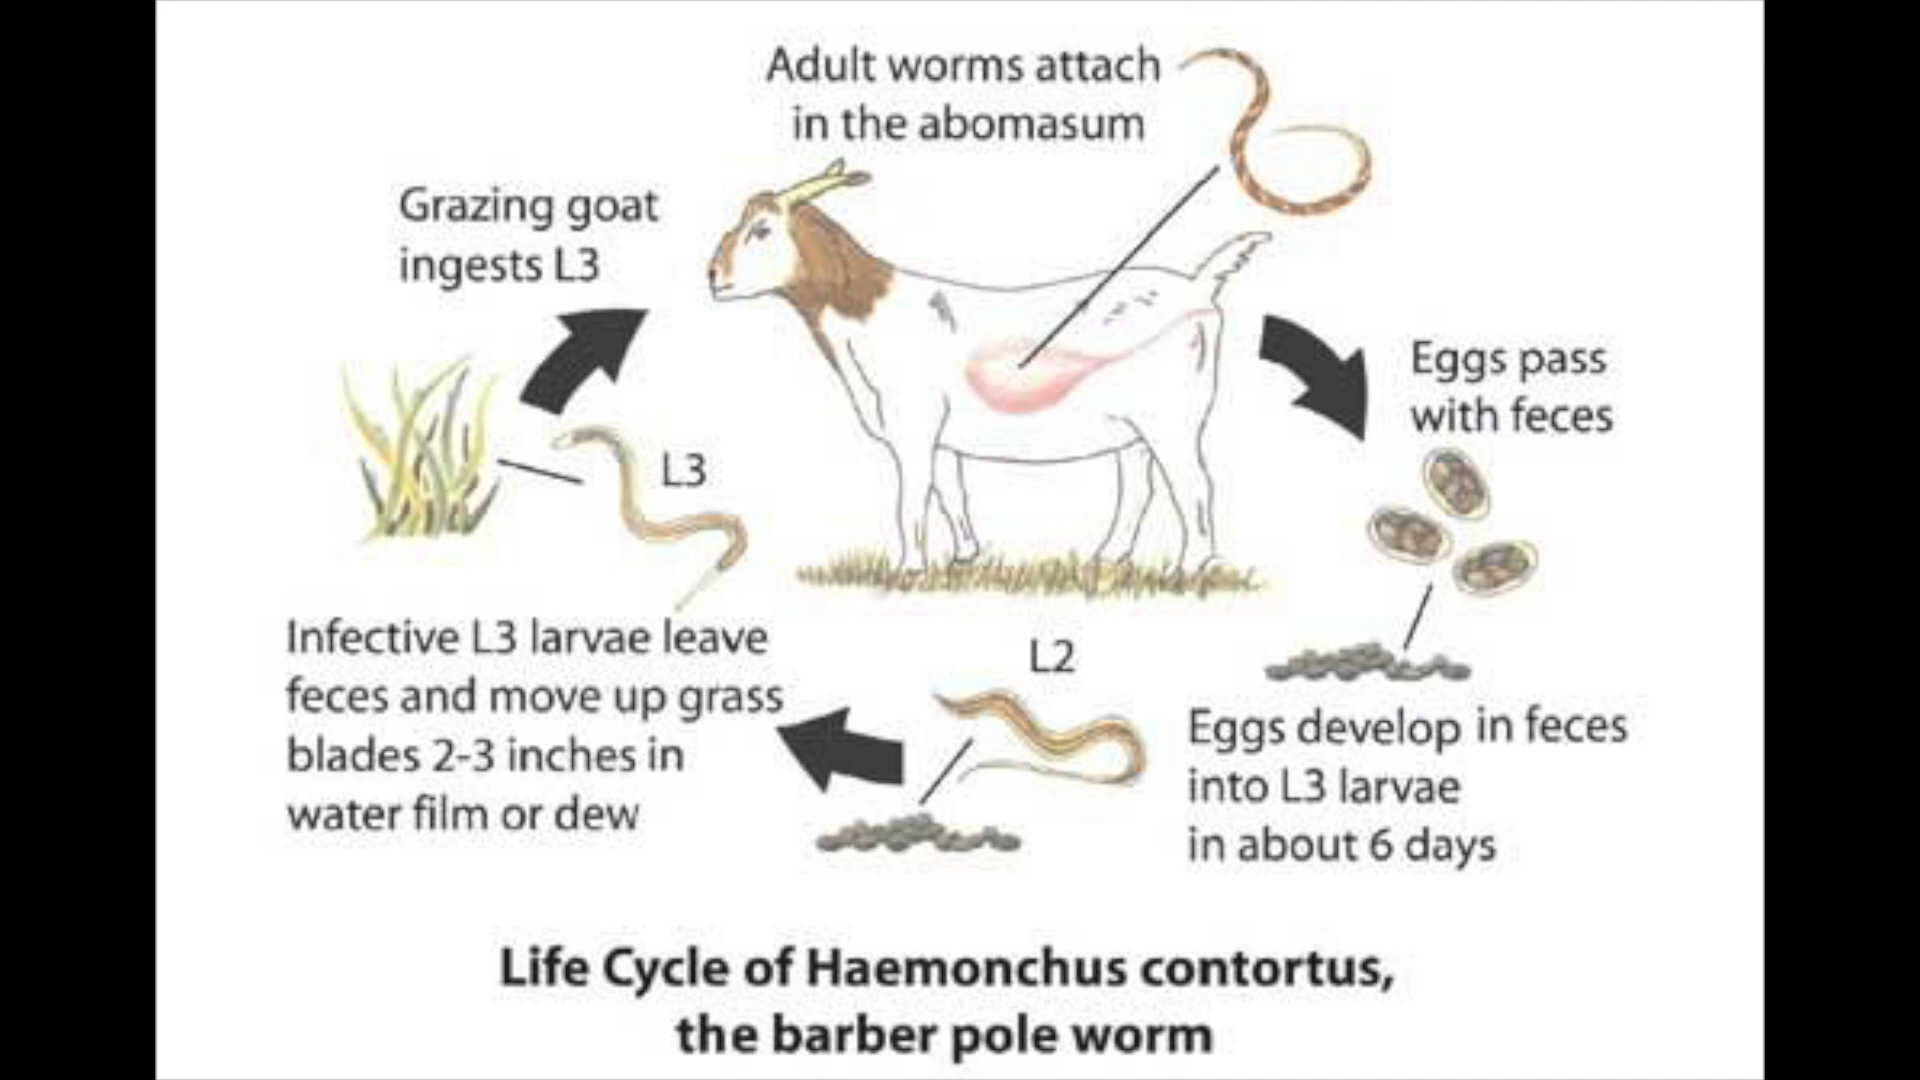 Adult worms attach
in the abomasum
Grazing goat
ingests L3
Eggs pass
with feces
L3
Infective L3 larvae leave
feces and move up grass
blades 2-3 inches in
water film or dew
L2
Eggs develop in feces
into L3 larvae
in about 6 days
Life Cycle of Haemonchus contortus,
the barber pole worm